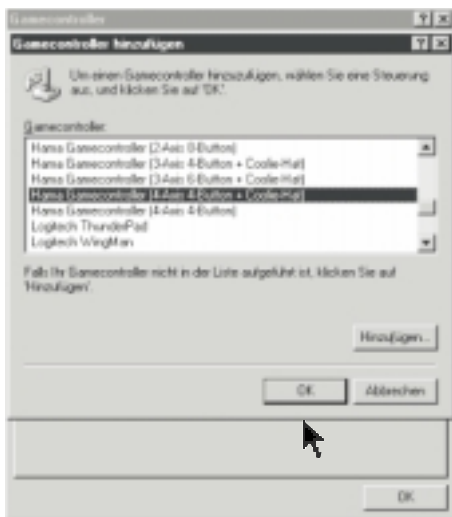 Gamecontroller
Gamecontroller hinzufügen
Um einen Gamecontroller hinzuzufügen, wählen Sie eine Steuerung
aus, und klicken Sie auf 'OK'.
Gamecontroller:
Hama Gamecontroller (2-Axis 8-Button)
Hama Gamecontroller (3-Axis 4-Button + Coolie-Hat)
Hama Gamecontroller (3-Axis 6-Button + Coolie-Hat)
Hama Gamecontroller (4-Axis 4-Button + Coolie-Hat)
Hama Gamecontroller (4-Axis 4-Button)
Logitech ThunderPad
Logitech WingMan
Falls Ihr Gamecontroller nicht in der Liste aufgeführt ist, klicken Sie auf
'Hinzufügen'.
Hinzufügen...
OK Abbrechen
OK